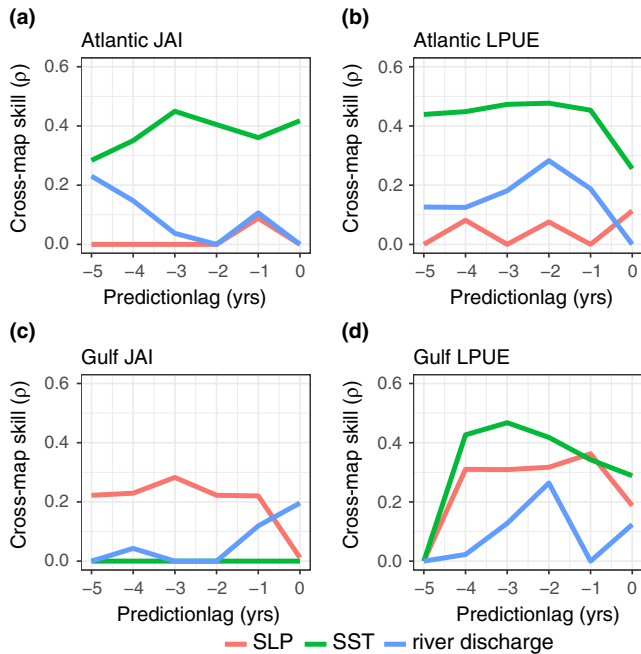 (a)
Atlantic JAI
Cross-map skill (ρ)
0.6
0.4
0.2
0.0
−5 −4 −3 −2 −1 0
Predictionlag (yrs)
(b)
Atlantic LPUE
Cross-map skill (ρ)
0.6
0.4
0.2
0.0
−5 −4 −3 −2 −1 0
Predictionlag (yrs)
(c)
Gulf JAI
Cross-map skill (ρ)
0.6
0.4
0.2
0.0
−5 −4 −3 −2 −1 0
Predictionlag (yrs)
(d)
Gulf LPUE
Cross-map skill (ρ)
0.6
0.4
0.2
0.0
−5 −4 −3 −2 −1 0
Predictionlag (yrs)
SLP SST river discharge